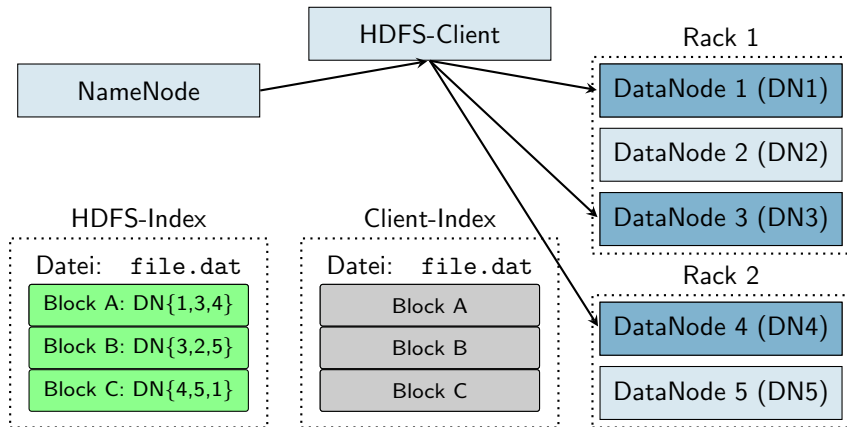 HDFS-Client
NameNode
Rack 1
DataNode 1 (DN1)
DataNode 2 (DN2)
DataNode 3 (DN3)
HDFS-Index
Datei: file.dat
Block A: DN{1,3,4}
Block B: DN{3,2,5}
Block C: DN{4,5,1}
Client-Index
Datei: file.dat
Block A
Block B
Block C
Rack 2
DataNode 4 (DN4)
DataNode 5 (DN5)